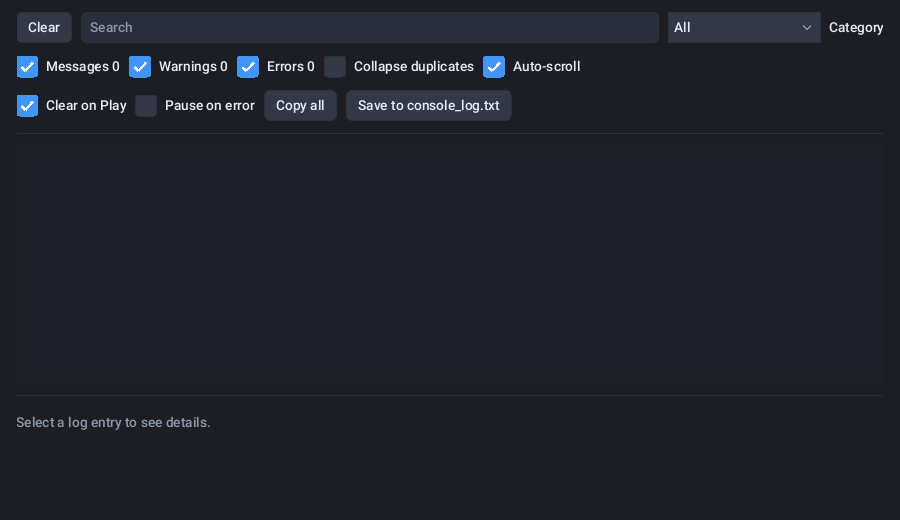 Clear Search All Category
Messages 0 Warnings 0 Errors 0 Collapse duplicates Auto-scroll
Clear on Play Pause on error Copy all Save to console_log.txt
Select a log entry to see details.